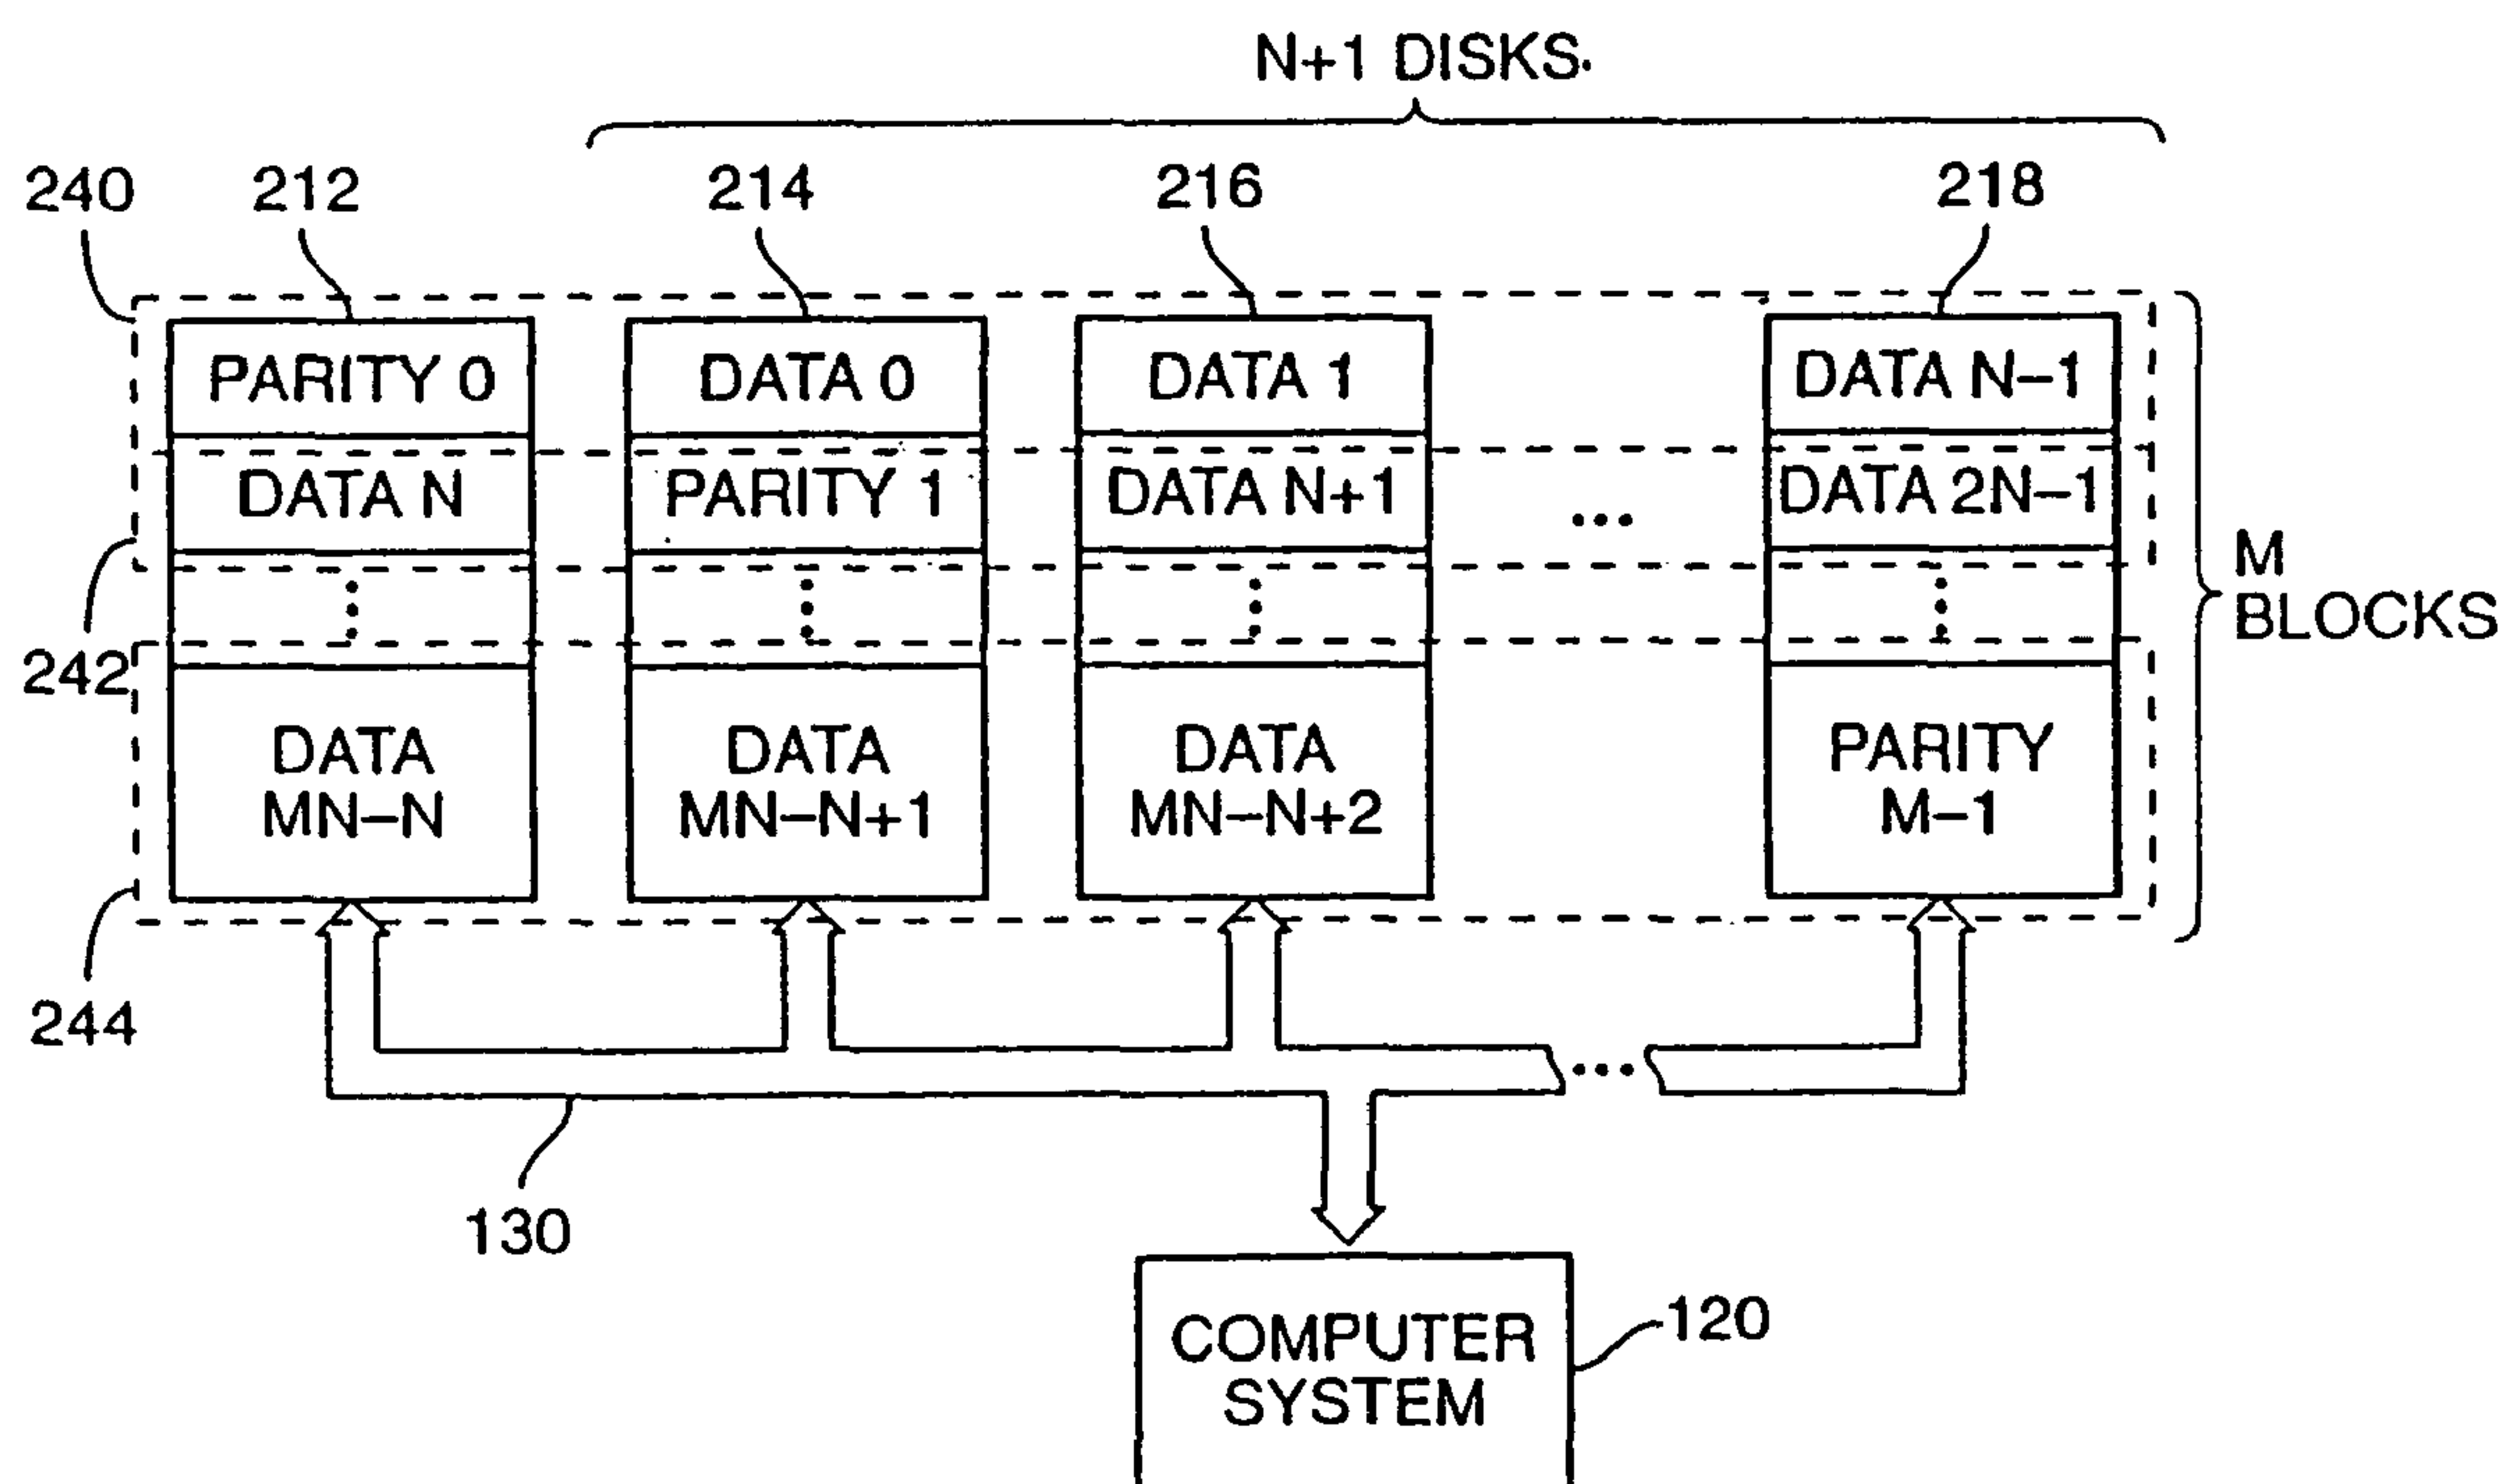 N+1 DISKS.
240 212 214 216 218
PARITY 0 DATA 0 DATA 1 DATA N–1
DATA N PARITY 1 DATA N+1 ... DATA 2N–1
M
BLOCKS
242
DATA DATA DATA PARITY
MN–N MN–N+1 MN–N+2 M–1
244
...
130
COMPUTER
SYSTEM
120